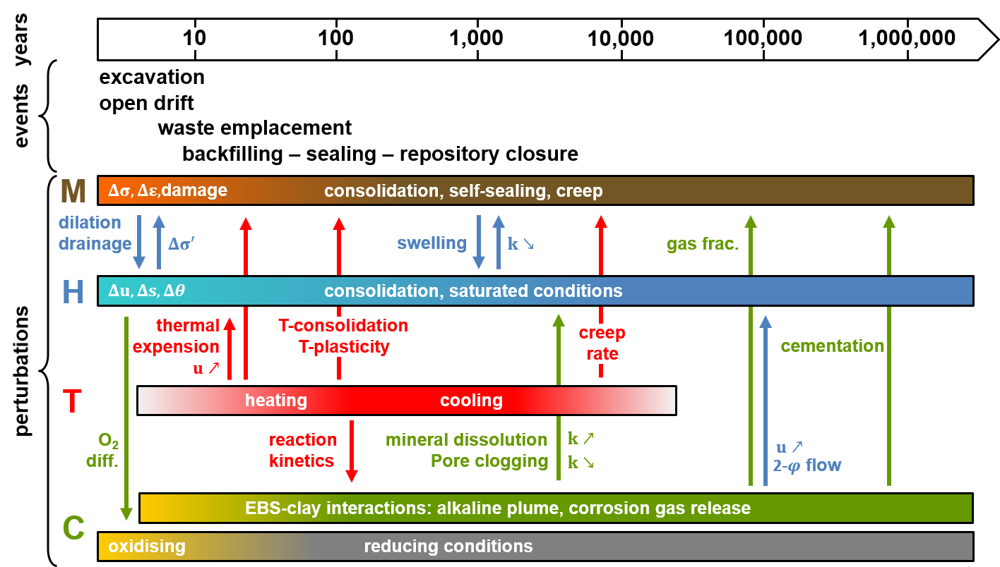 years
10
100
1,000
10,000
100,000
1,000,000
events
excavation
open drift
waste emplacement
backfilling – sealing – repository closure
perturbations
M
Δσ, Δε,damage
consolidation, self-sealing, creep
dilation
drainage
Δσ′
swelling
k ↘
gas frac.
H
Δu, Δs, Δθ
consolidation, saturated conditions
thermal
expension
u ↗
T-consolidation
T-plasticity
creep
rate
cementation
T
heating
cooling
O₂
diff.
reaction
kinetics
mineral dissolution
Pore clogging
k ↗
k ↘
u ↗
2-φ flow
C
EBS-clay interactions: alkaline plume, corrosion gas release
oxidising
reducing conditions